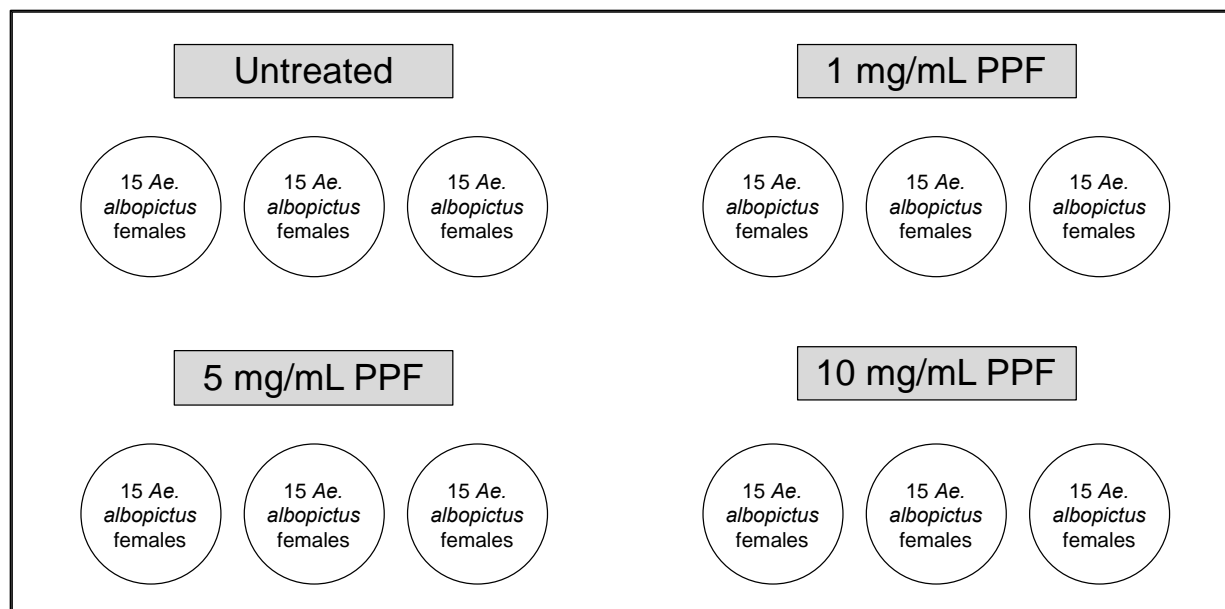 Untreated
15 Ae.
albopictus
females
15 Ae.
albopictus
females
15 Ae.
albopictus
females
1 mg/mL PPF
15 Ae.
albopictus
females
15 Ae.
albopictus
females
15 Ae.
albopictus
females
5 mg/mL PPF
15 Ae.
albopictus
females
15 Ae.
albopictus
females
15 Ae.
albopictus
females
10 mg/mL PPF
15 Ae.
albopictus
females
15 Ae.
albopictus
females
15 Ae.
albopictus
females